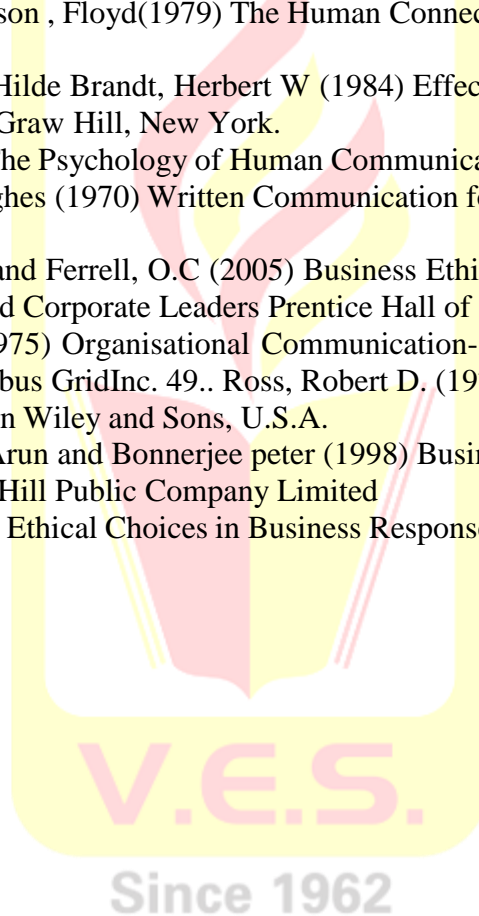 son , Floyd(1979) The Human Connec
Hilde Brandt, Herbert W (1984) Effec
Graw Hill, New York.
he Psychology of Human Communica
ghes (1970) Written Communication fo
and Ferrell, O.C (2005) Business Ethi
d Corporate Leaders Prentice Hall of
975) Organisational Communication-
bus GridInc. 49.. Ross, Robert D. (19
n Wiley and Sons, U.S.A.
Arun and Bonnerjee peter (1998) Busin
Hill Public Company Limited
Ethical Choices in Business Response
V.E.S.
Since 1962